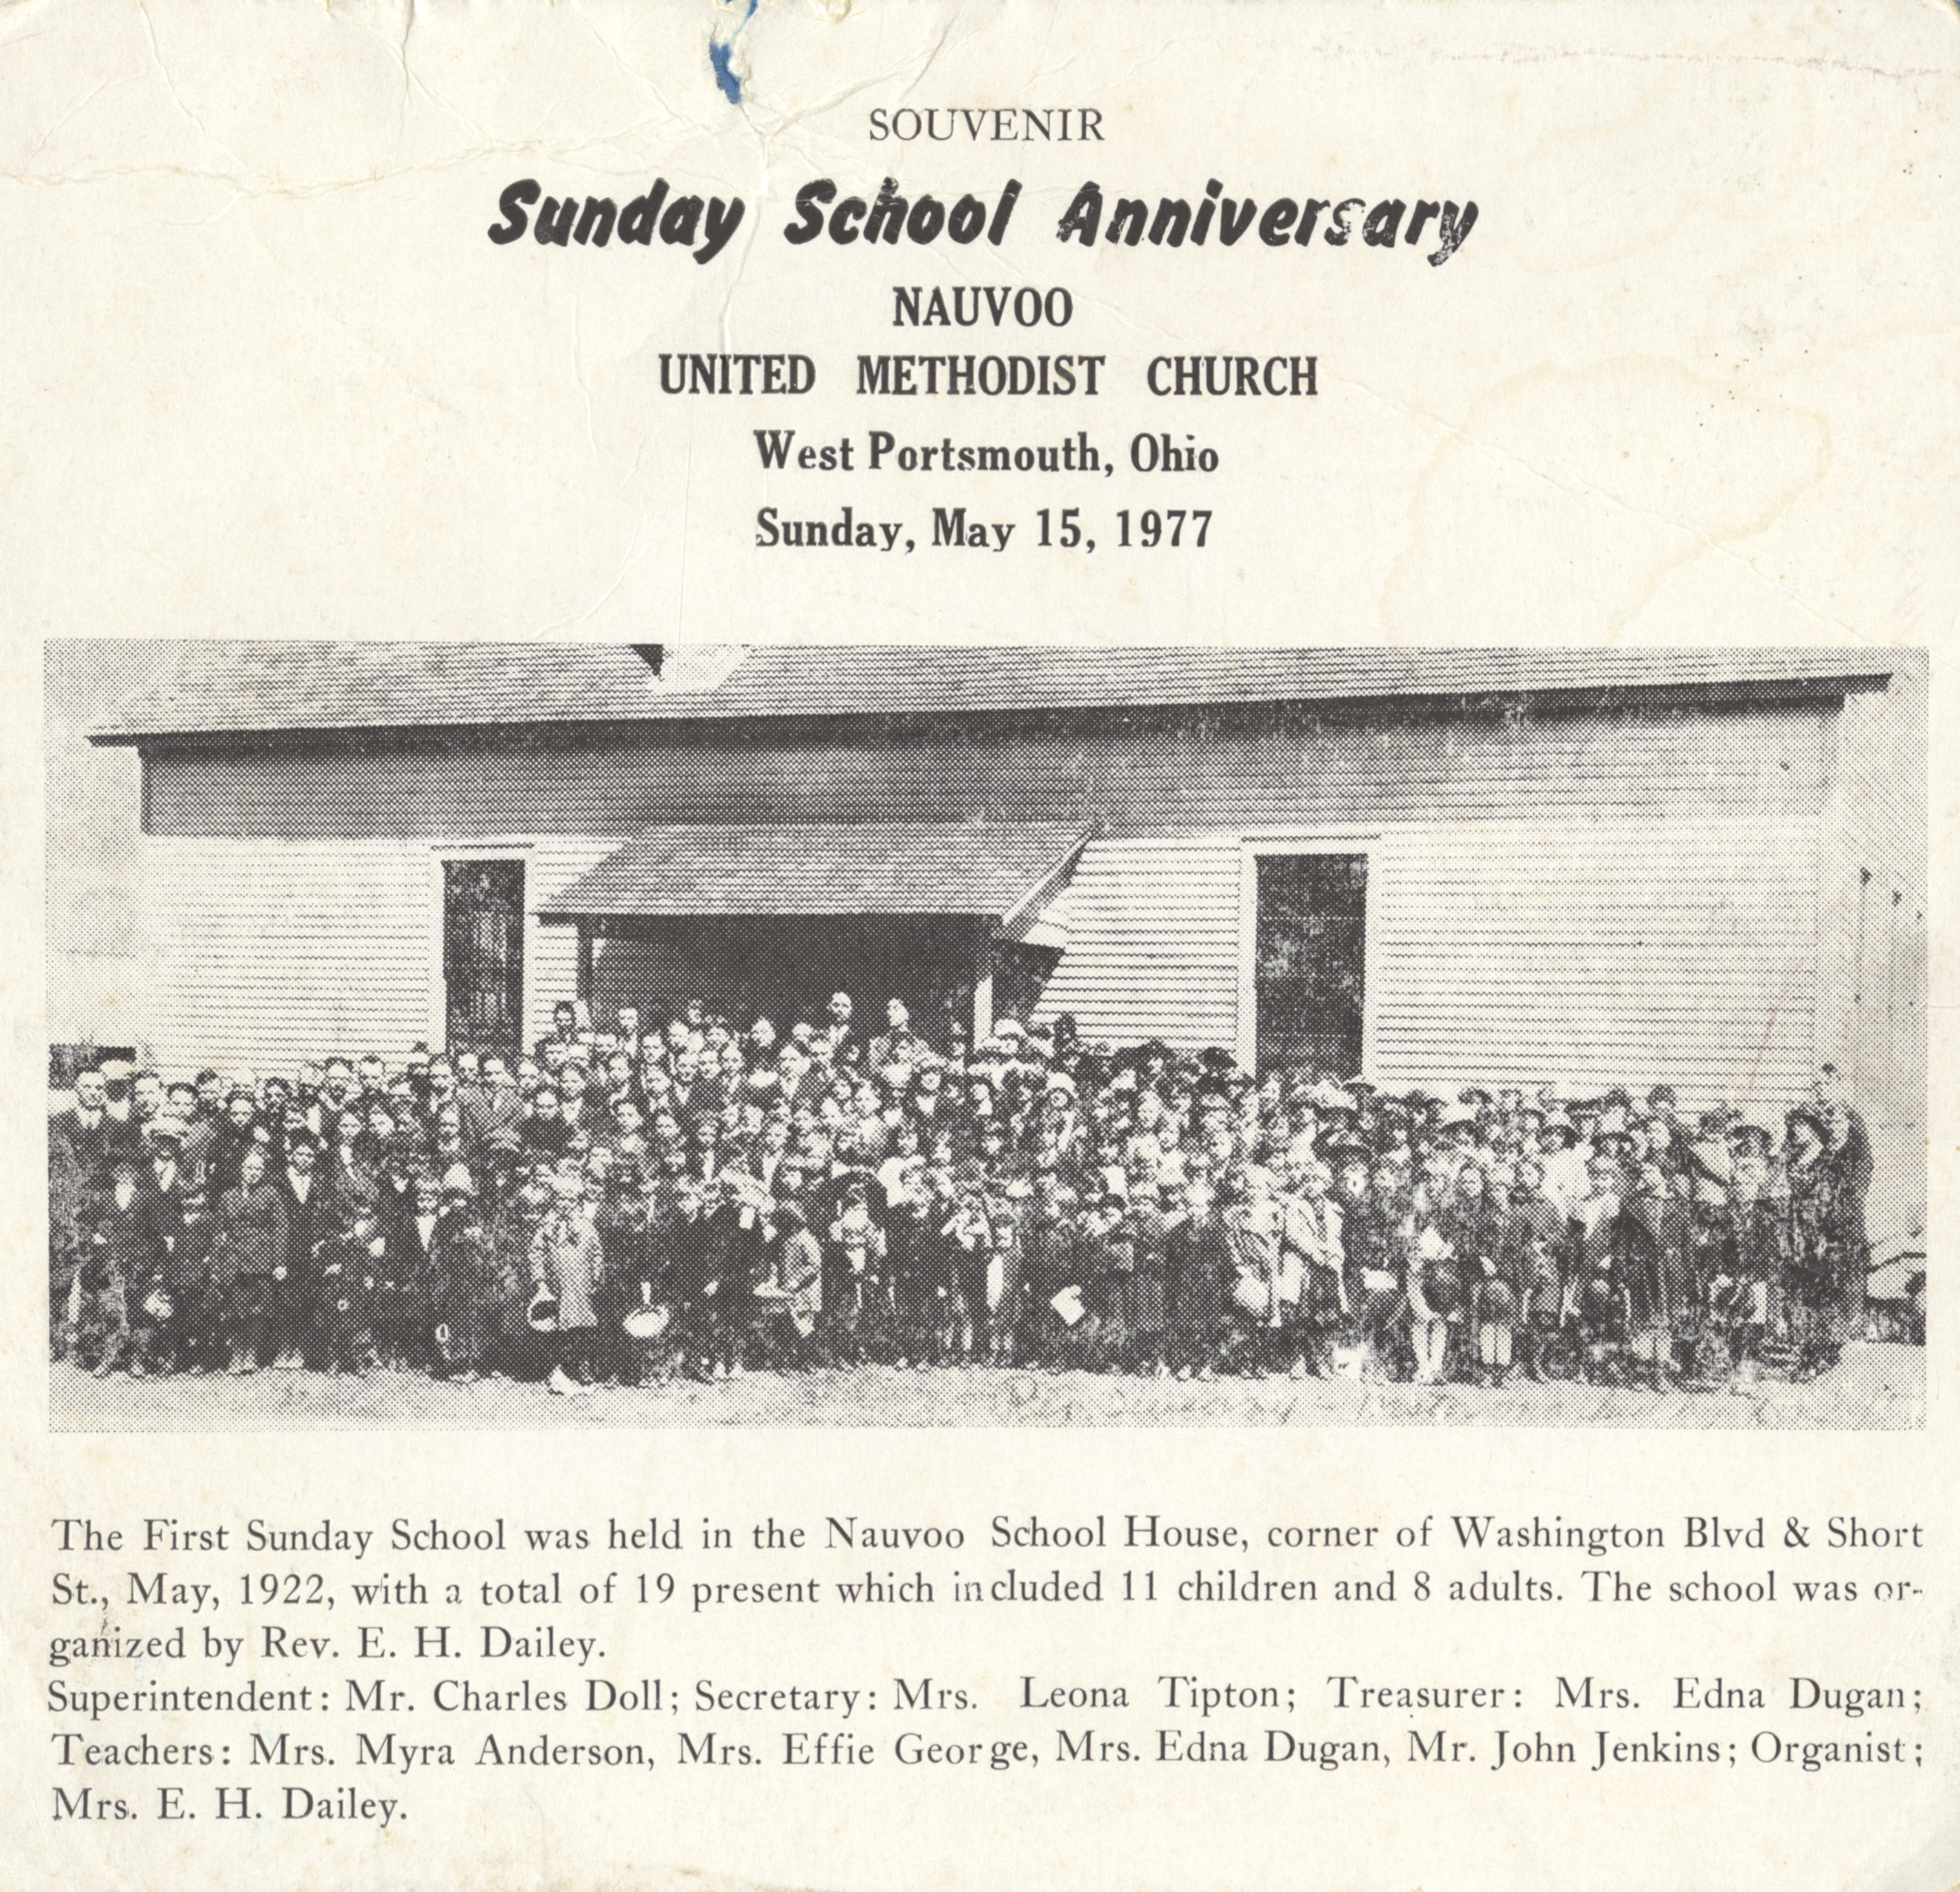 SOUVENIR
Sunday School Anniversary
NAUVOO
UNITED METHODIST CHURCH
West Portsmouth, Ohio
Sunday, May 15, 1977
The First Sunday School was held in the Nauvoo School House, corner of Washington Blvd & Short
St., May, 1922, with a total of 19 present which included 11 children and 8 adults. The school was or-
ganized by Rev. E. H. Dailey.
Superintendent: Mr. Charles Doll; Secretary: Mrs. Leona Tipton; Treasurer: Mrs. Edna Dugan;
Teachers: Mrs. Myra Anderson, Mrs. Effie George, Mrs. Edna Dugan, Mr. John Jenkins; Organist;
Mrs. E. H. Dailey.